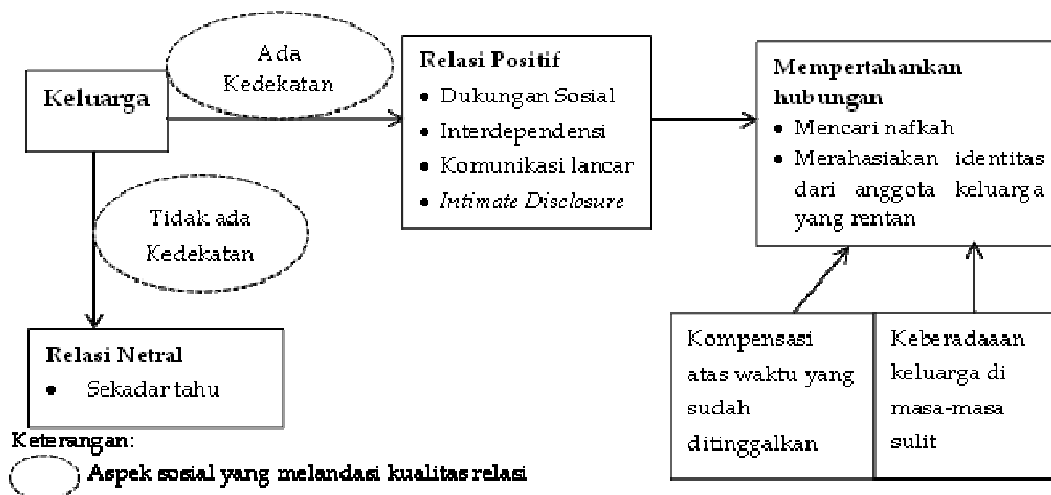 Keluarga
Ada
Kedekatan
Tidak ada
Kedekatan
Relasi Positif
• Dukungan Sosial
• Interdependensi
• Komunikasi lancar
• Intimate Disclosure
Mempertahankan
hubungan
• Mencari nafkah
• Merahasiakan identitas
dari anggota keluarga
yang rentan
Relasi Netral
• Sekadar tahu
Kompensasi
atas waktu yang
sudah
ditinggalkan
Keberadaaan
keluarga di
masa-masa
sulit
Keterangan:
Aspek sosial yang melandasi kualitas relasi